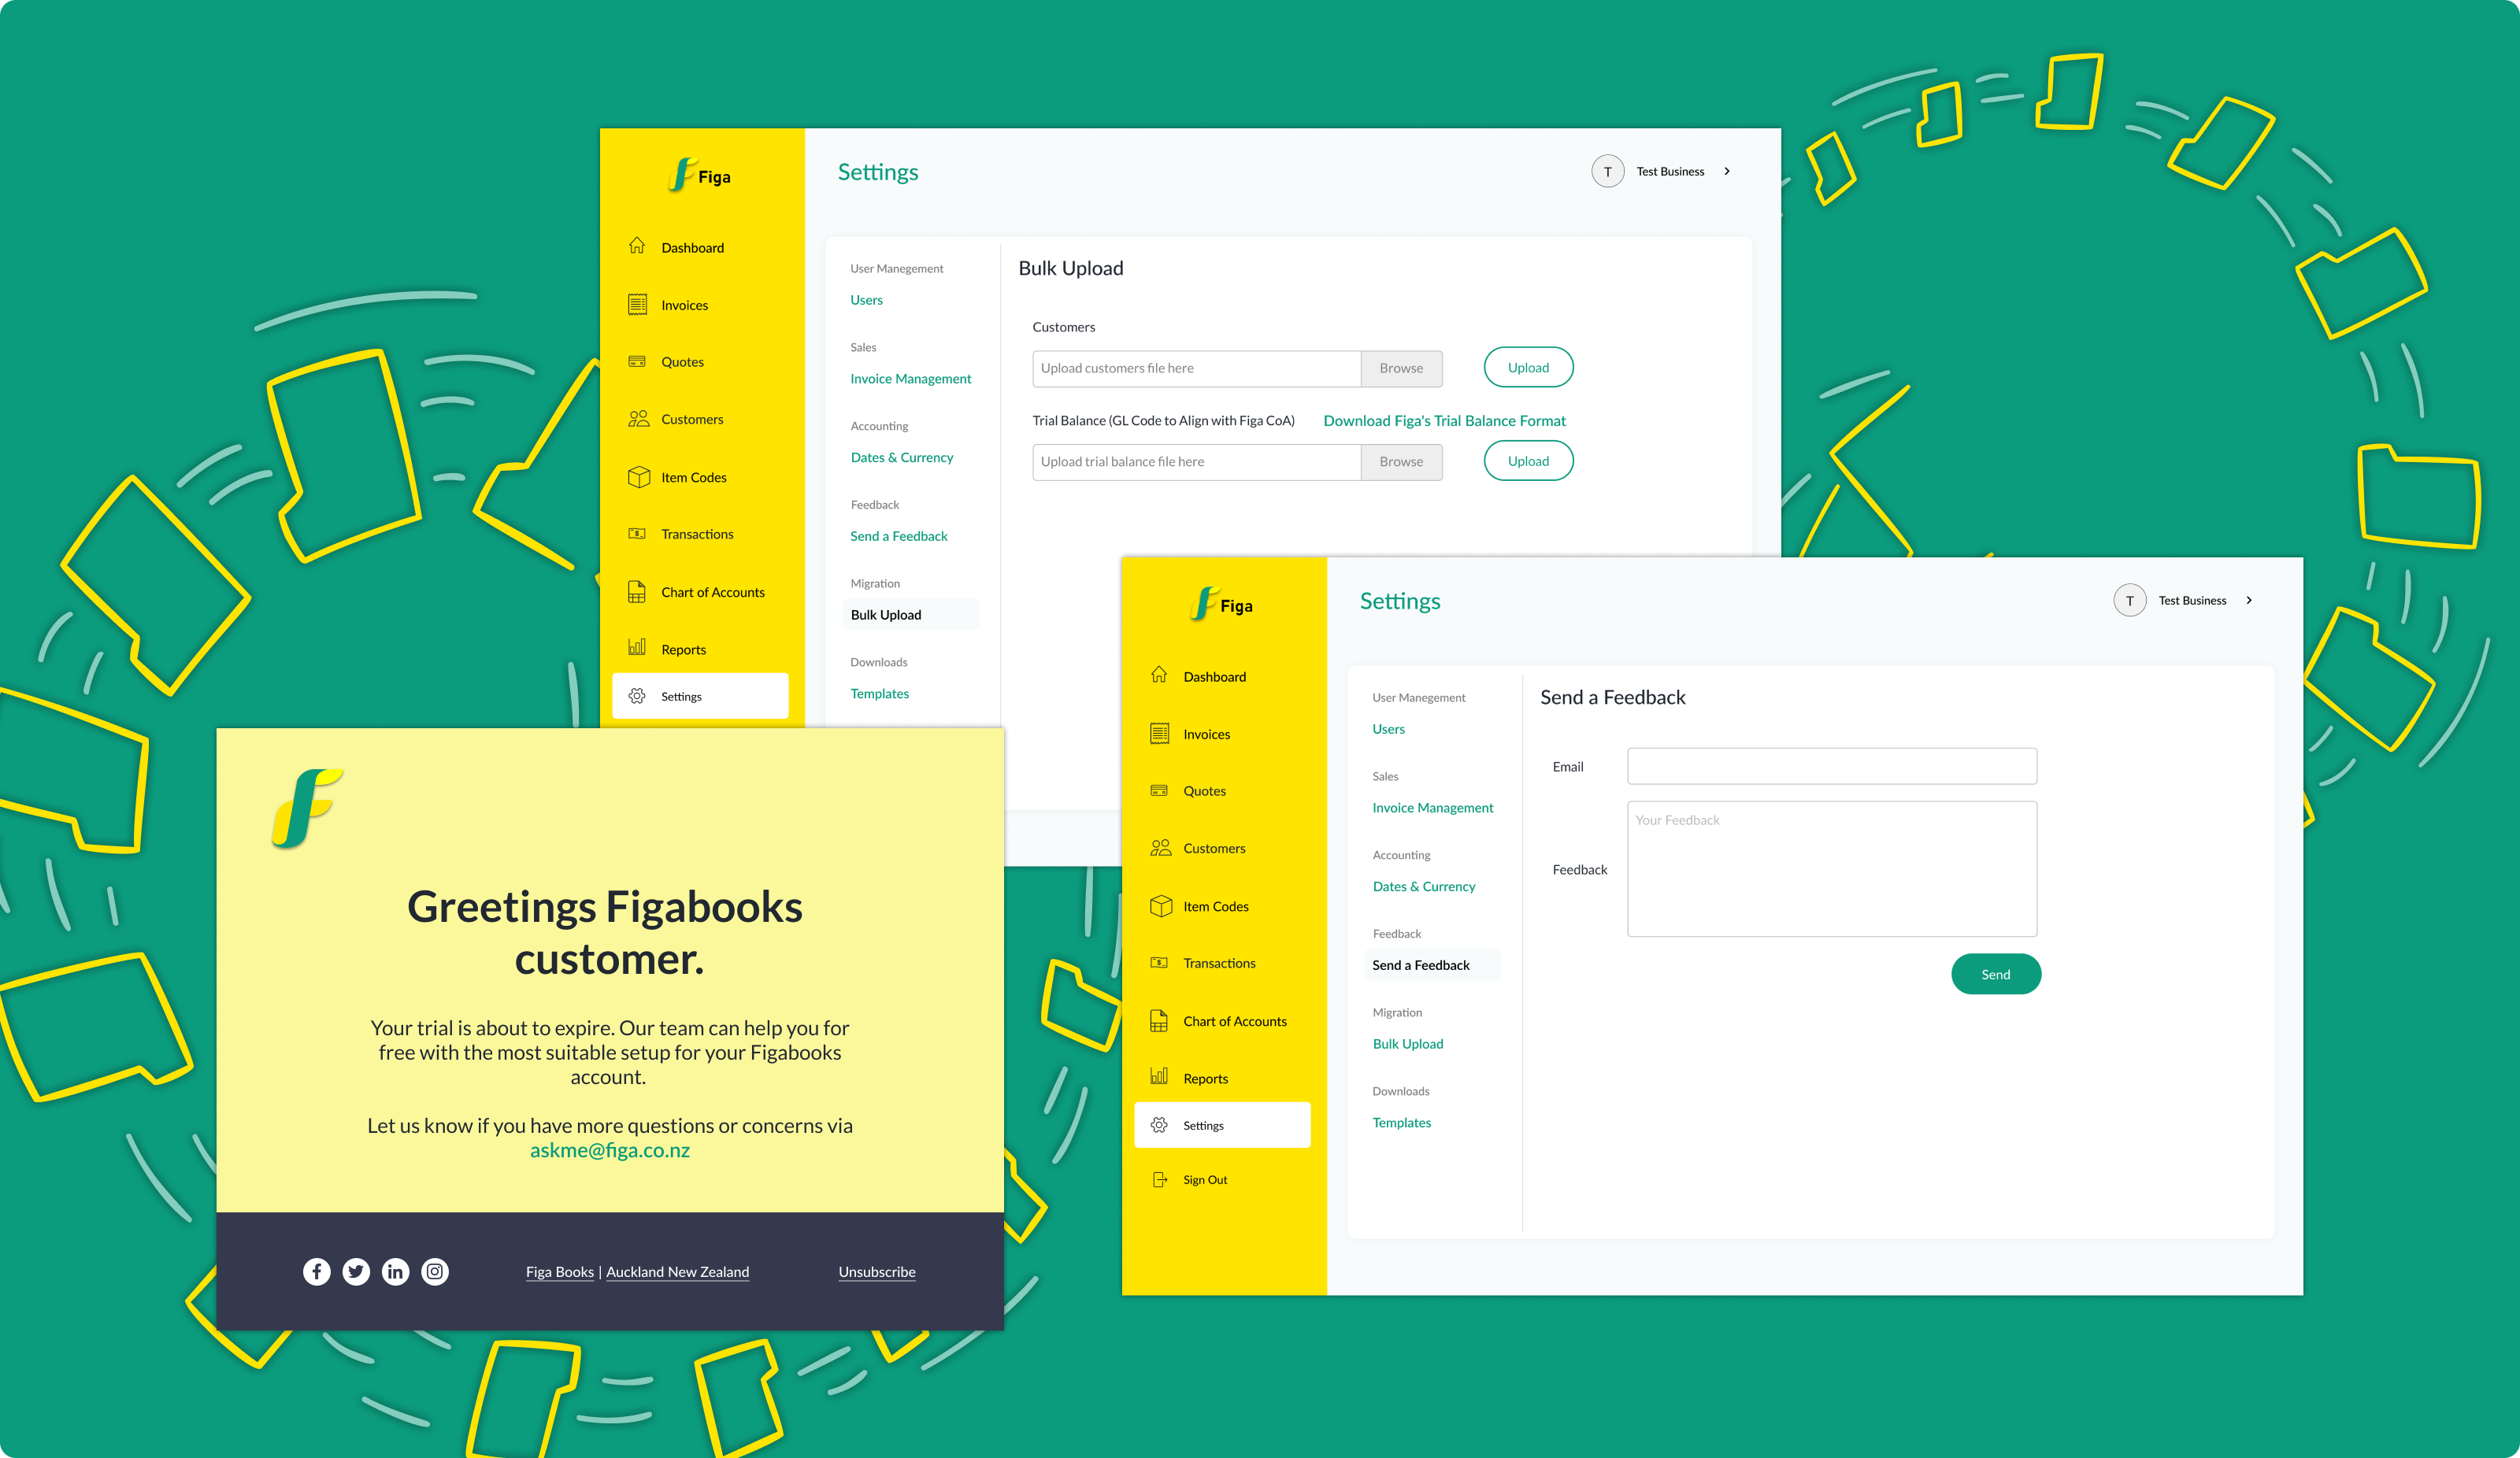 Figa
Dashboard
Invoices
Quotes
Customers
Item Codes
Transactions
Chart of Accounts
Reports
Settings
Settings
T
Test Business
User Manegement
Users
Sales
Invoice Management
Accounting
Dates & Currency
Feedback
Send a Feedback
Migration
Bulk Upload
Downloads
Templates
Bulk Upload
Customers
Upload customers file here
Browse
Upload
Trial Balance (GL Code to Align with Figa CoA)
Download Figa's Trial Balance Format
Upload trial balance file here
Browse
Upload
Figa
Dashboard
Invoices
Quotes
Customers
Item Codes
Transactions
Chart of Accounts
Reports
Settings
Sign Out
Settings
T
Test Business
User Manegement
Users
Sales
Invoice Management
Accounting
Dates & Currency
Feedback
Send a Feedback
Migration
Bulk Upload
Downloads
Templates
Send a Feedback
Email
Feedback
Your Feedback
Send
Greetings Figabooks
customer.
Your trial is about to expire. Our team can help you for
free with the most suitable setup for your Figabooks
account.
Let us know if you have more questions or concerns via
askme@figa.co.nz
Figa Books | Auckland New Zealand
Unsubscribe